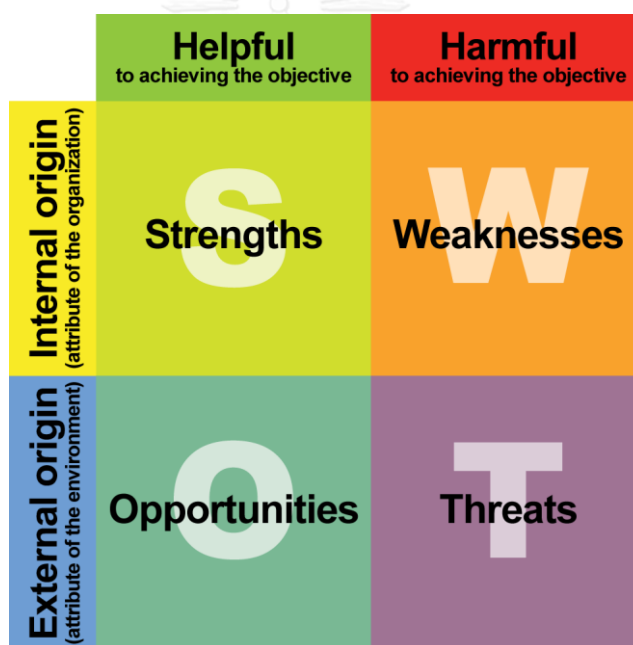 Helpful
to achieving the objective
Harmful
to achieving the objective
Internal origin
(attribute of the organization)
S
Strengths
W
Weaknesses
External origin
(attribute of the environment)
O
Opportunities
T
Threats